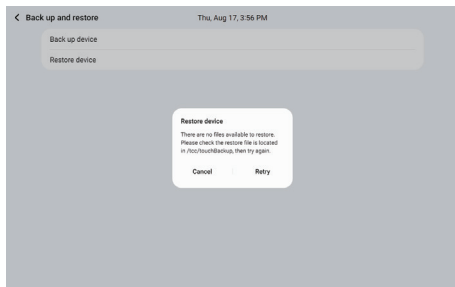 Back up and restore
Thu, Aug 17, 3:56 PM
Back up device
Restore device
Restore device
There are no files available to restore.
Please check the restore file is located
in /tcc/touchBackup, then try again.
Cancel
Retry